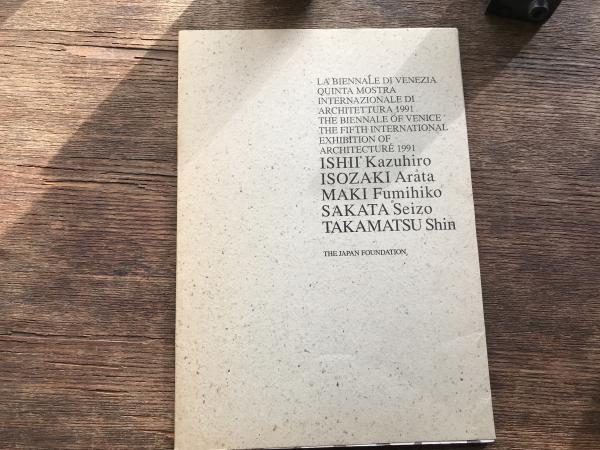 LA BIENNALE DI VENEZIA
QUINTA MOSTRA
INTERNAZIONALE DI
ARCHITETTURA 1991
THE BIENNALE OF VENICE
THE FIFTH INTERNATIONAL
EXHIBITION OF
ARCHITECTURE 1991
ISHII Kazuhiro
ISOZAKI Arata
MAKI Fumihiko
SAKATA Seizo
TAKAMATSU Shin
THE JAPAN FOUNDATION